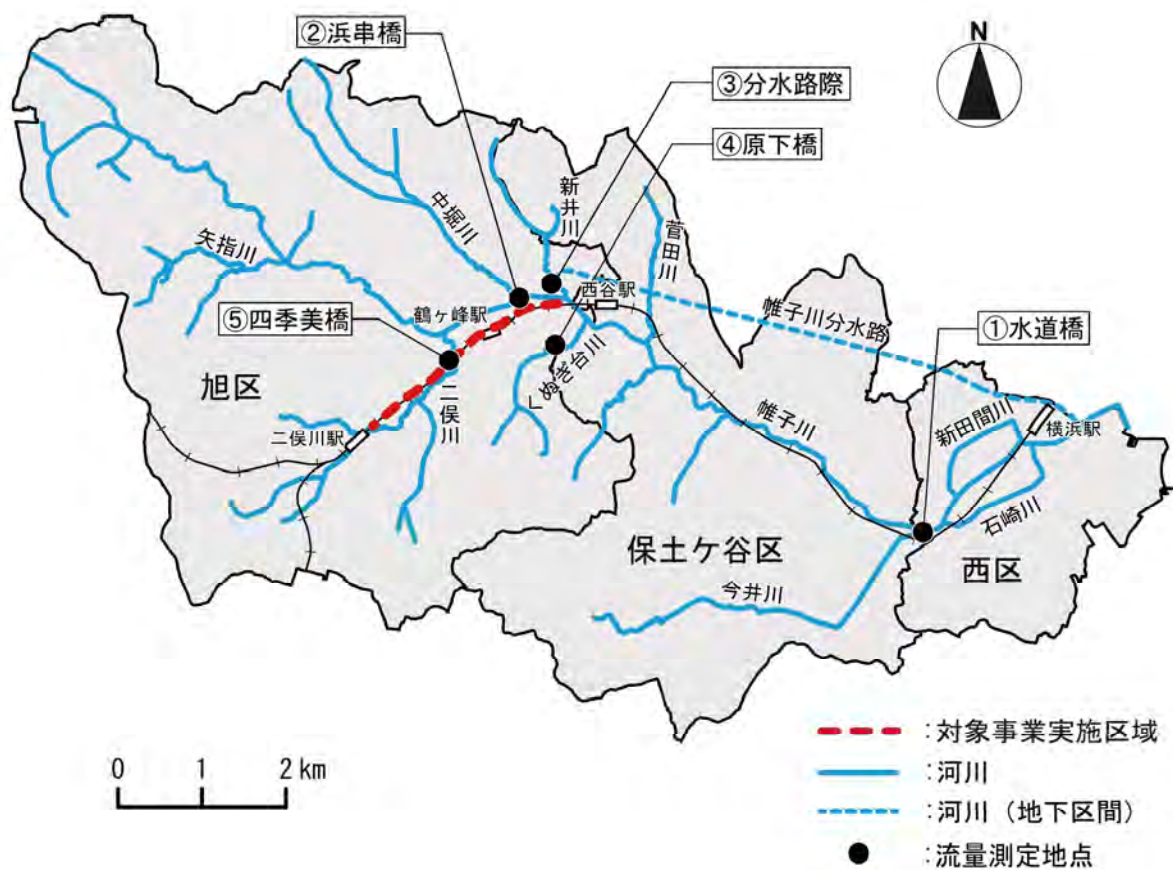 ②浜串橋
N
③分水路際
④原下橋
新井川
中堀川
菅田川
矢指川
西谷駅
鶴ヶ峰駅
⑤四季美橋
帷子川分水路
①水道橋
くぬぎ台川
旭区
二俣川
二俣川駅
帷子川
新田間川
横浜駅
石崎川
保土ケ谷区
西区
今井川
0 1 2 km
:対象事業実施区域
:河川
:河川(地下区間)
:流量測定地点